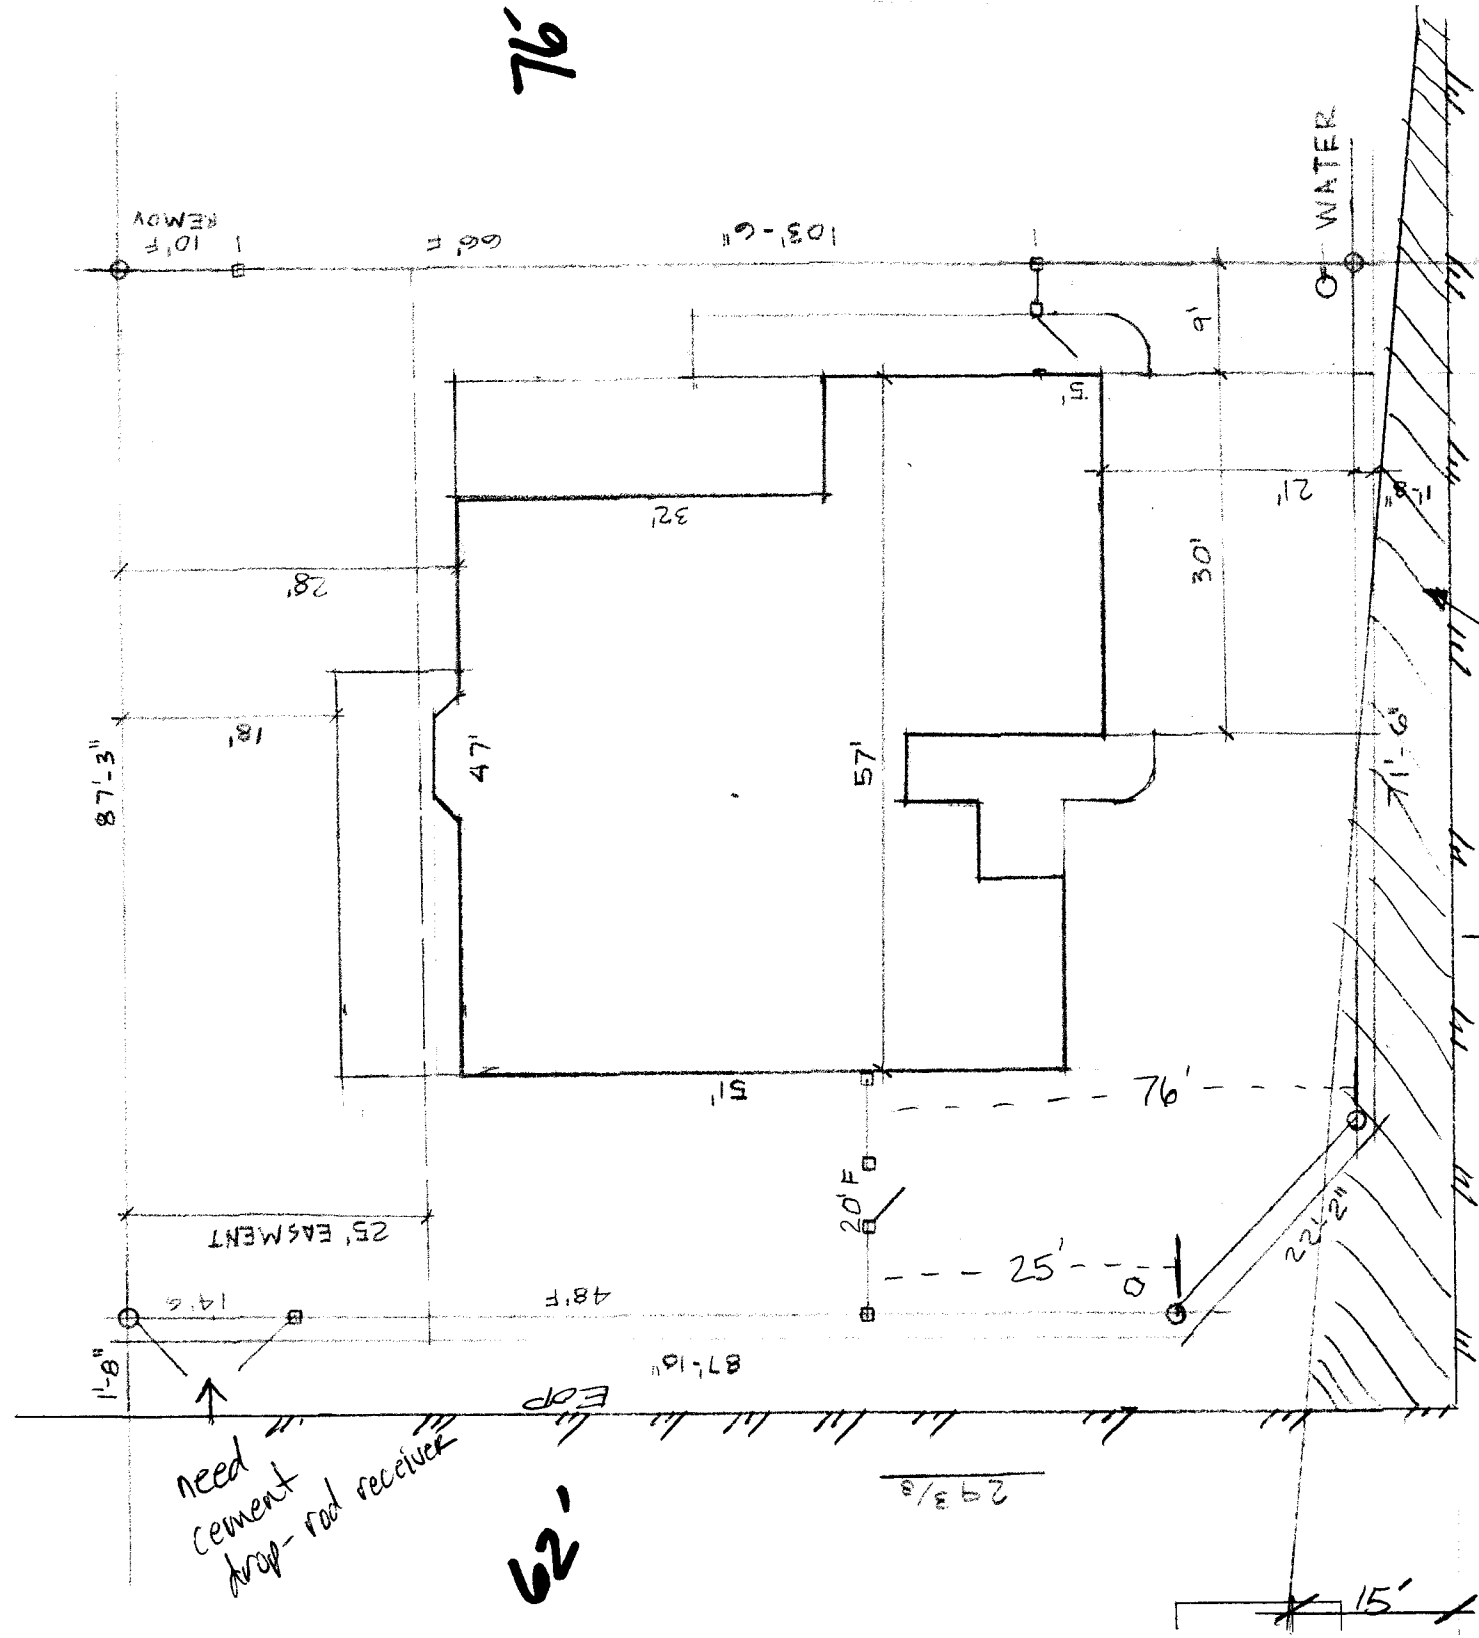 76'
REMOV
10'F
66'F
103'-6"
WATER
9'
5'
32'
21'
1'-8"
30'
28'
18'
87'-3"
47'
57'
71'-6"
51'
76'
20'F
25' EASMENT
25'
22'-2"
14'G
48'F
1'-8"
87'-10"
EOP
need
cement
drop-rod receiver
29 3/8
62'
15'